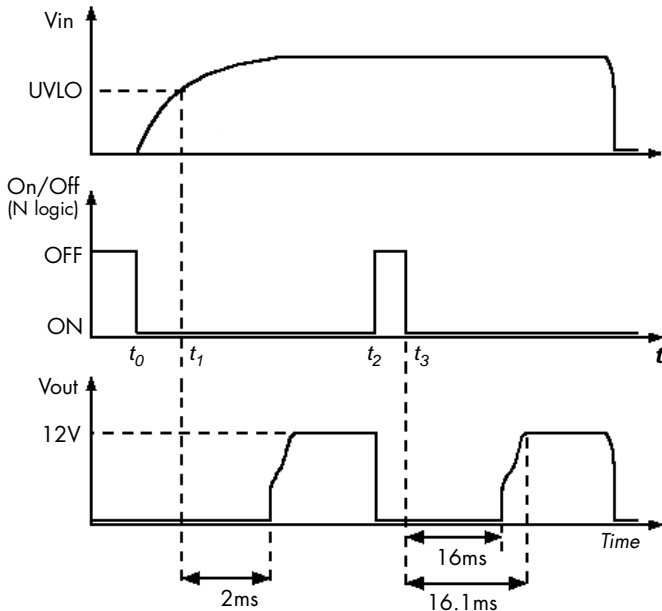 Vin
UVLO
On/Off
(N logic)
OFF
ON
t0 t1 t2 t3 t
Vout
12V
Time
16ms
2ms
16.1ms